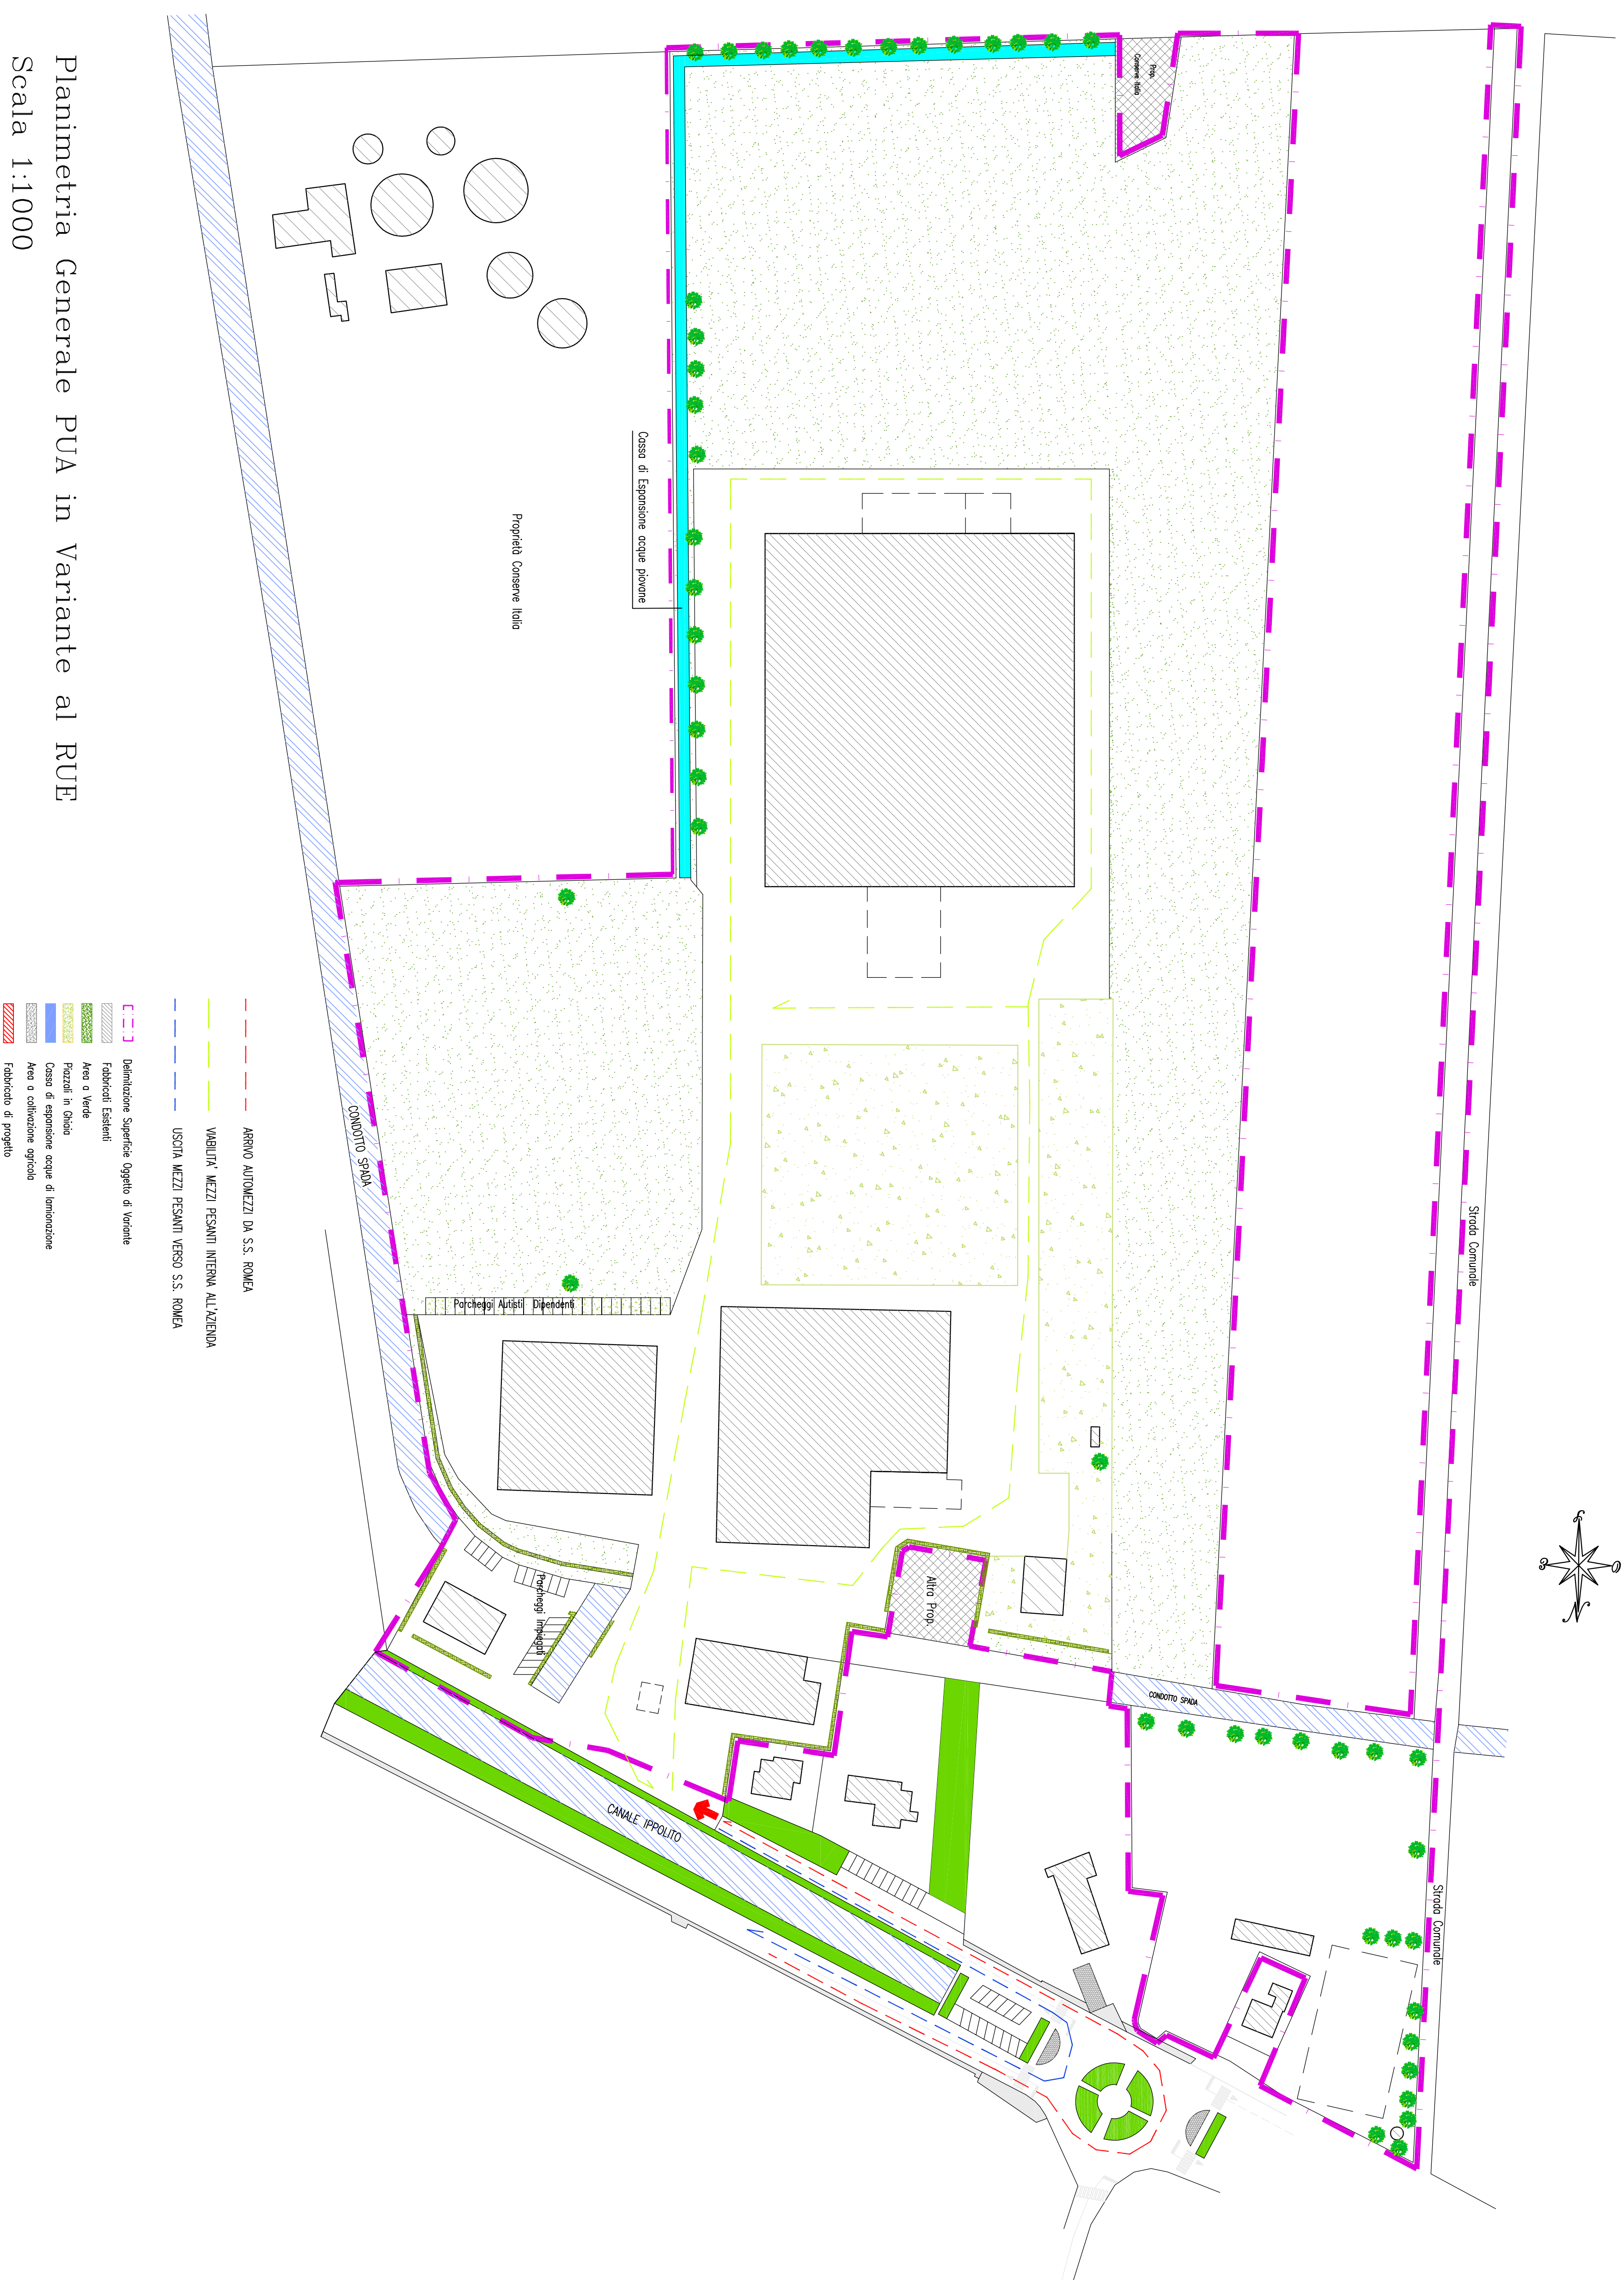 Planimetria Generale PUA in Variante al RUE
Scala 1:1000
Prop.
Conserve Italia
Cassa di Espansione acque piovane
Proprietà Conserve Italia
CONDOTTO SPADA
Parcheggi Autisti Dipendenti
Parcheggi Impiegati
Altra Prop.
CONDOTTO SPADA
CANALE IPPOLITO
Strada Comunale
Strada Comunale
ARRIVO AUTOMEZZI DA S.S. ROMEA
VIABILITA' MEZZI PESANTI INTERNA ALL'AZIENDA
USCITA MEZZI PESANTI VERSO S.S. ROMEA
Delimitazione Superficie Oggetto di Variante
Fabbricati Esistenti
Area a Verde
Piazzali in Ghiaia
Cassa di espansione acque di lamionazione
Area a coltivazione agricola
Fabbricato di progetto
N